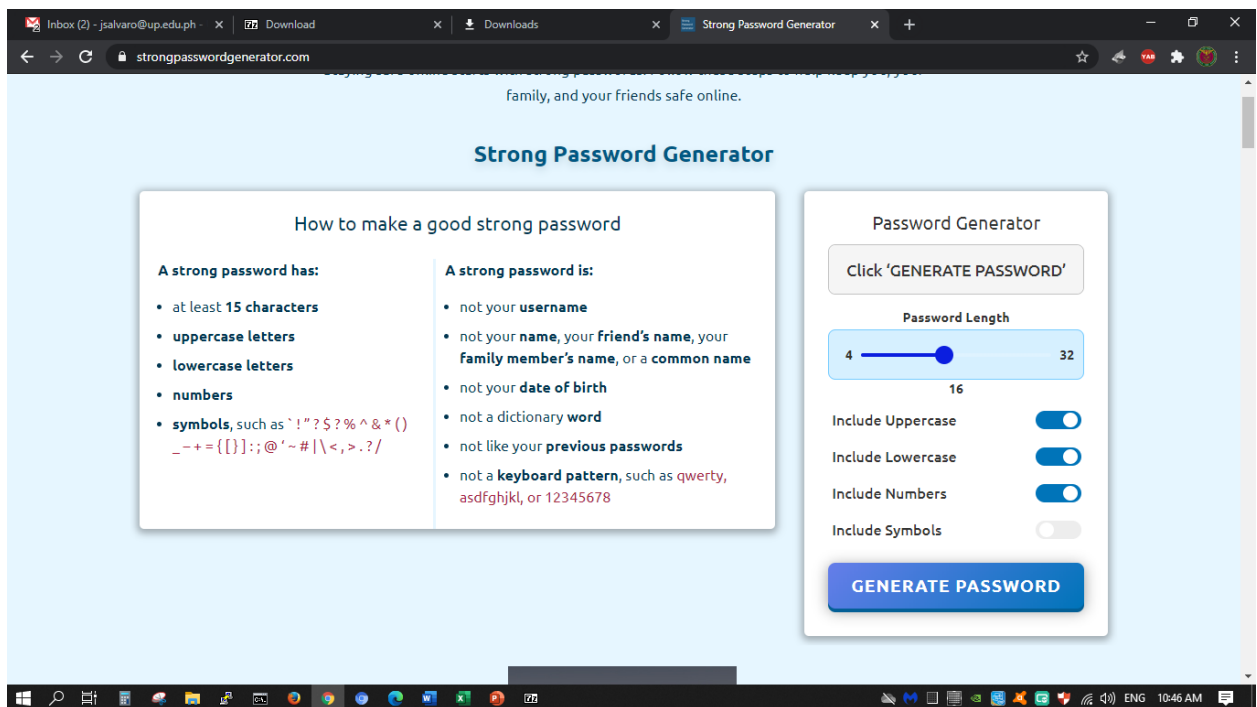 Inbox (2) - jsalvaro@up.edu.ph -
Download
Downloads
Strong Password Generator
strongpasswordgenerator.com
YAB
family, and your friends safe online.
Strong Password Generator
How to make a good strong password
A strong password has:
• at least 15 characters
• uppercase letters
• lowercase letters
• numbers
• symbols, such as ` ! " ? $ ? % ^ & * ( )
_ - + = { [ } ] : ; @ ' ~ # | \ < , > . ? /
A strong password is:
• not your username
• not your name, your friend's name, your
family member's name, or a common name
• not your date of birth
• not a dictionary word
• not like your previous passwords
• not a keyboard pattern, such as qwerty,
asdfghjkl, or 12345678
Password Generator
Click ‘GENERATE PASSWORD’
Password Length
4 32
16
Include Uppercase
Include Lowercase
Include Numbers
Include Symbols
GENERATE PASSWORD
ENG 10:46 AM